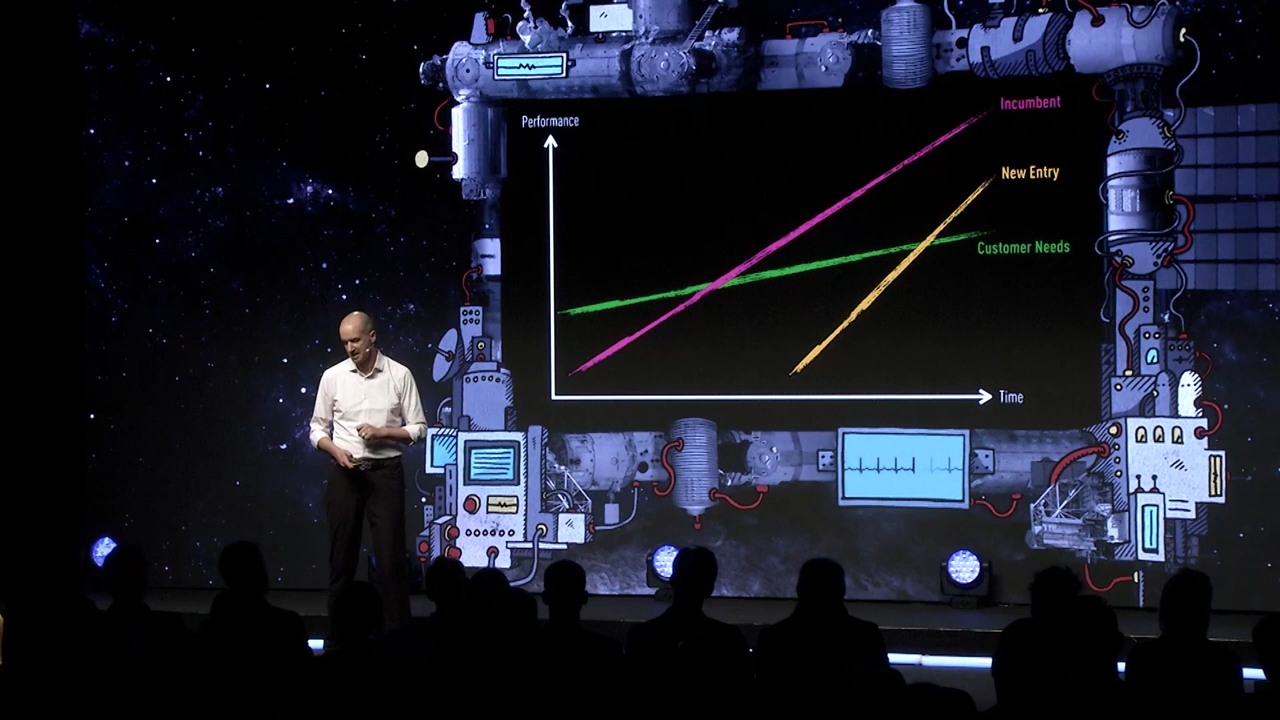 Performance
Incumbent
New Entry
Customer Needs
Time